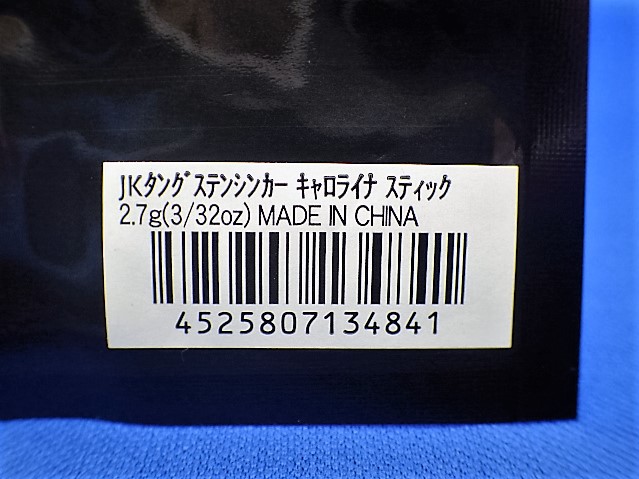 JKﾀﾝｸﾞｽﾃﾝｼﾝｶｰ ｷｬﾛﾗｲﾅ ｽﾃｨｯｸ
2.7g(3/32oz) MADE IN CHINA
4525807134841